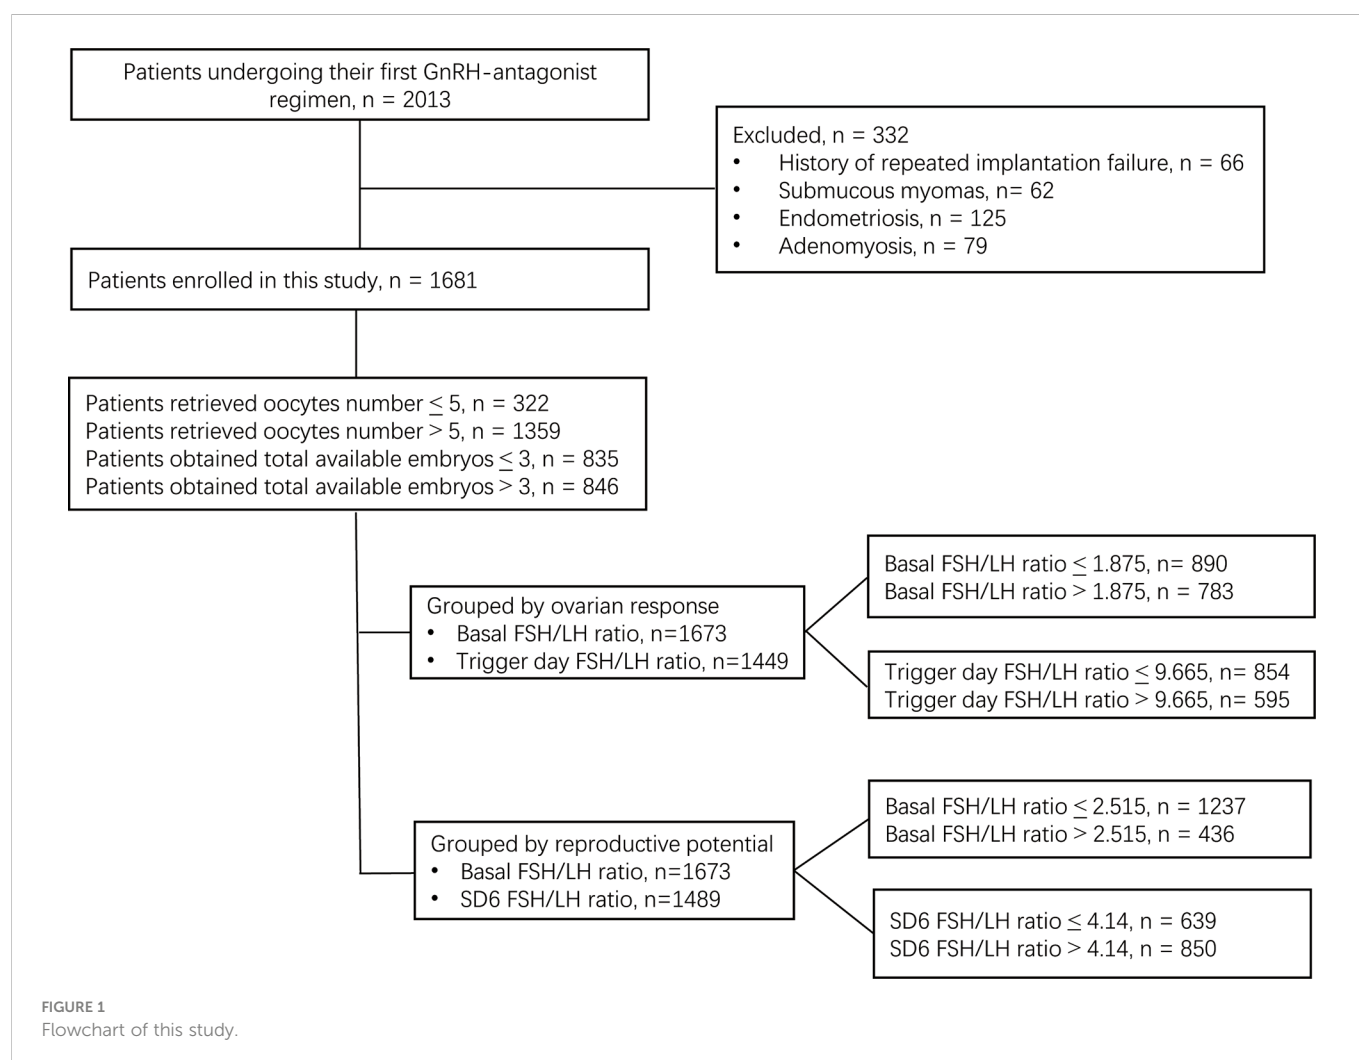 Patients undergoing their first GnRH-antagonist
regimen, n = 2013
Excluded, n = 332
• History of repeated implantation failure, n = 66
• Submucous myomas, n= 62
• Endometriosis, n = 125
• Adenomyosis, n = 79
Patients enrolled in this study, n = 1681
Patients retrieved oocytes number ≤ 5, n = 322
Patients retrieved oocytes number > 5, n = 1359
Patients obtained total available embryos ≤ 3, n = 835
Patients obtained total available embryos > 3, n = 846
Grouped by ovarian response
• Basal FSH/LH ratio, n=1673
• Trigger day FSH/LH ratio, n=1449
Basal FSH/LH ratio ≤ 1.875, n= 890
Basal FSH/LH ratio > 1.875, n = 783
Trigger day FSH/LH ratio ≤ 9.665, n= 854
Trigger day FSH/LH ratio > 9.665, n= 595
Grouped by reproductive potential
• Basal FSH/LH ratio, n=1673
• SD6 FSH/LH ratio, n=1489
Basal FSH/LH ratio ≤ 2.515, n = 1237
Basal FSH/LH ratio > 2.515, n = 436
SD6 FSH/LH ratio ≤ 4.14, n = 639
SD6 FSH/LH ratio > 4.14, n = 850
FIGURE 1
Flowchart of this study.